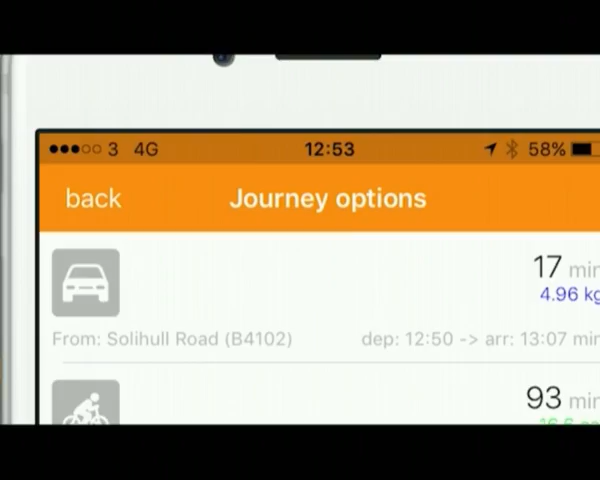 3 4G 12:53 58%
back Journey options
17 min
4.96 kg
From: Solihull Road (B4102) dep: 12:50 -> arr: 13:07
93 min